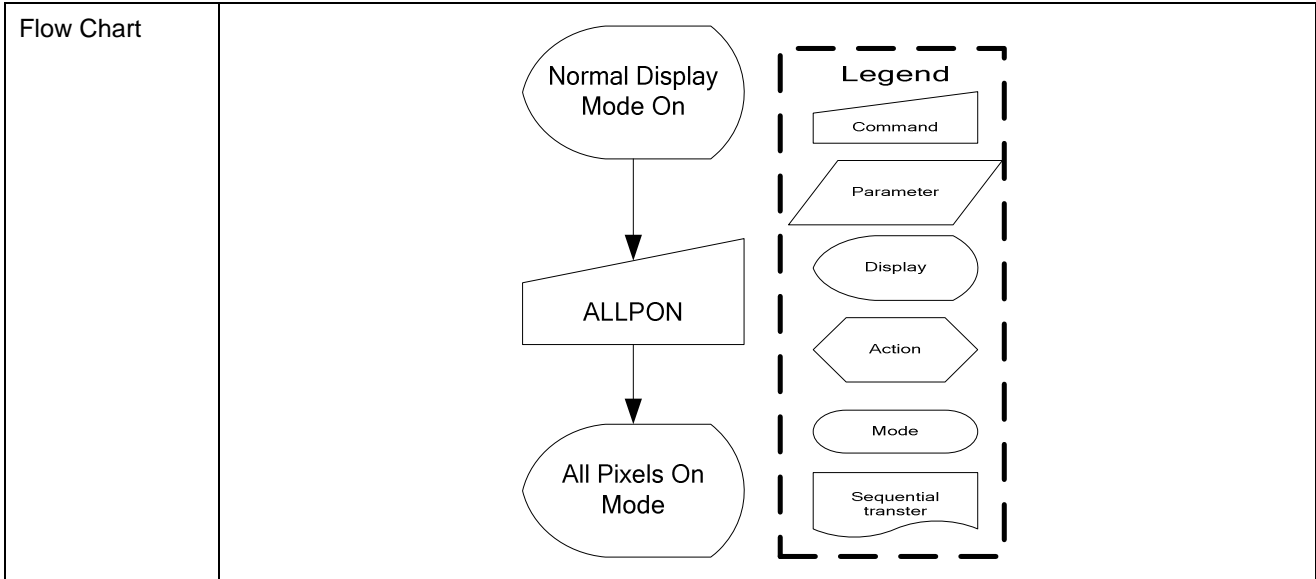 Flow Chart
Normal Display
Mode On
ALLPON
All Pixels On
Mode
Legend
Command
Parameter
Display
Action
Mode
Sequential
transter